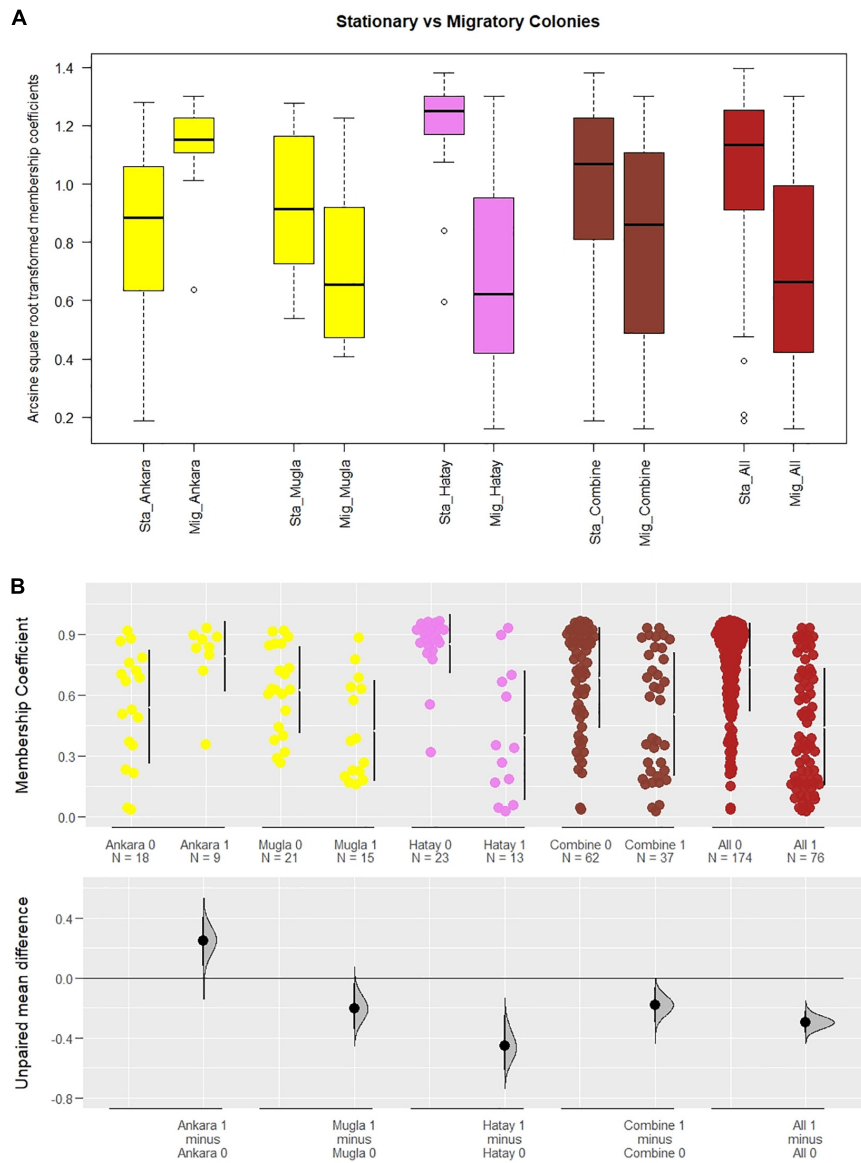 A
Stationary vs Migratory Colonies
Arcsine square root transformed membership coefficients
1.4
1.2
1.0
0.8
0.6
0.4
0.2
Sta_Ankara
Mig_Ankara
Sta_Mugla
Mig_Mugla
Sta_Hatay
Mig_Hatay
Sta_Combine
Mig_Combine
Sta_All
Mig_All
B
Membership Coefficient
0.9
0.6
0.3
0.0
Ankara 0
N = 18
Ankara 1
N = 9
Mugla 0
N = 21
Mugla 1
N = 15
Hatay 0
N = 23
Hatay 1
N = 13
Combine 0
N = 62
Combine 1
N = 37
All 0
N = 174
All 1
N = 76
Unpaired mean difference
0.4
0.0
-0.4
-0.8
Ankara 1
minus
Ankara 0
Mugla 1
minus
Mugla 0
Hatay 1
minus
Hatay 0
Combine 1
minus
Combine 0
All 1
minus
All 0